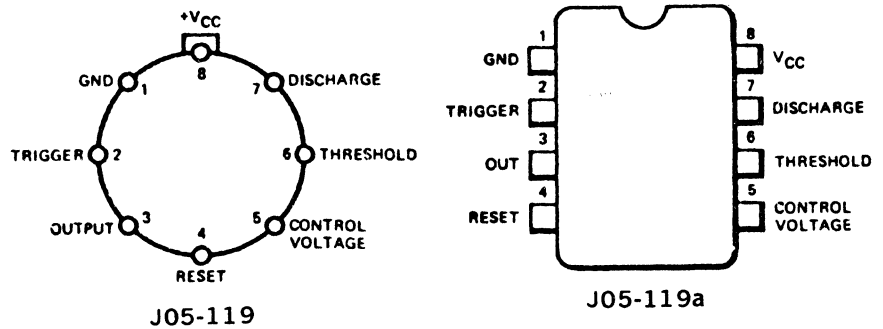 +VCC
8
GND
1
7
DISCHARGE
TRIGGER
2
6
THRESHOLD
OUTPUT
3
4
5
CONTROL
VOLTAGE
RESET
J05-119
1
8
GND
VCC
2
7
TRIGGER
DISCHARGE
3
6
OUT
THRESHOLD
4
5
RESET
CONTROL
VOLTAGE
J05-119a